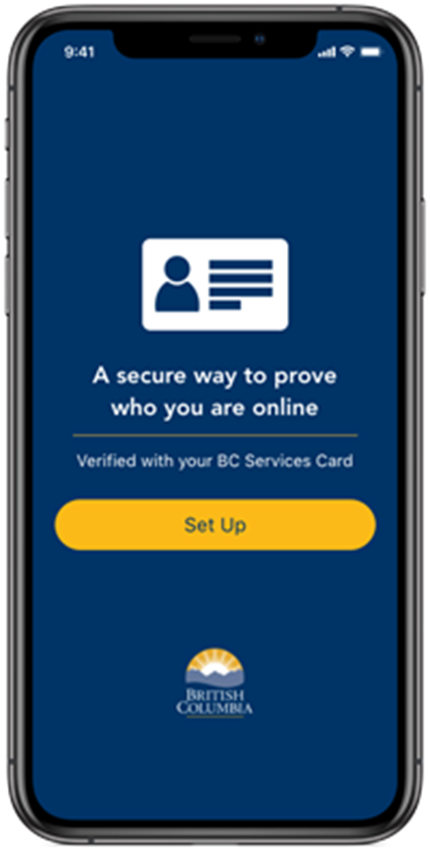 9:41
A secure way to prove
who you are online
Verified with your BC Services Card
Set Up
BRITISH
COLUMBIA